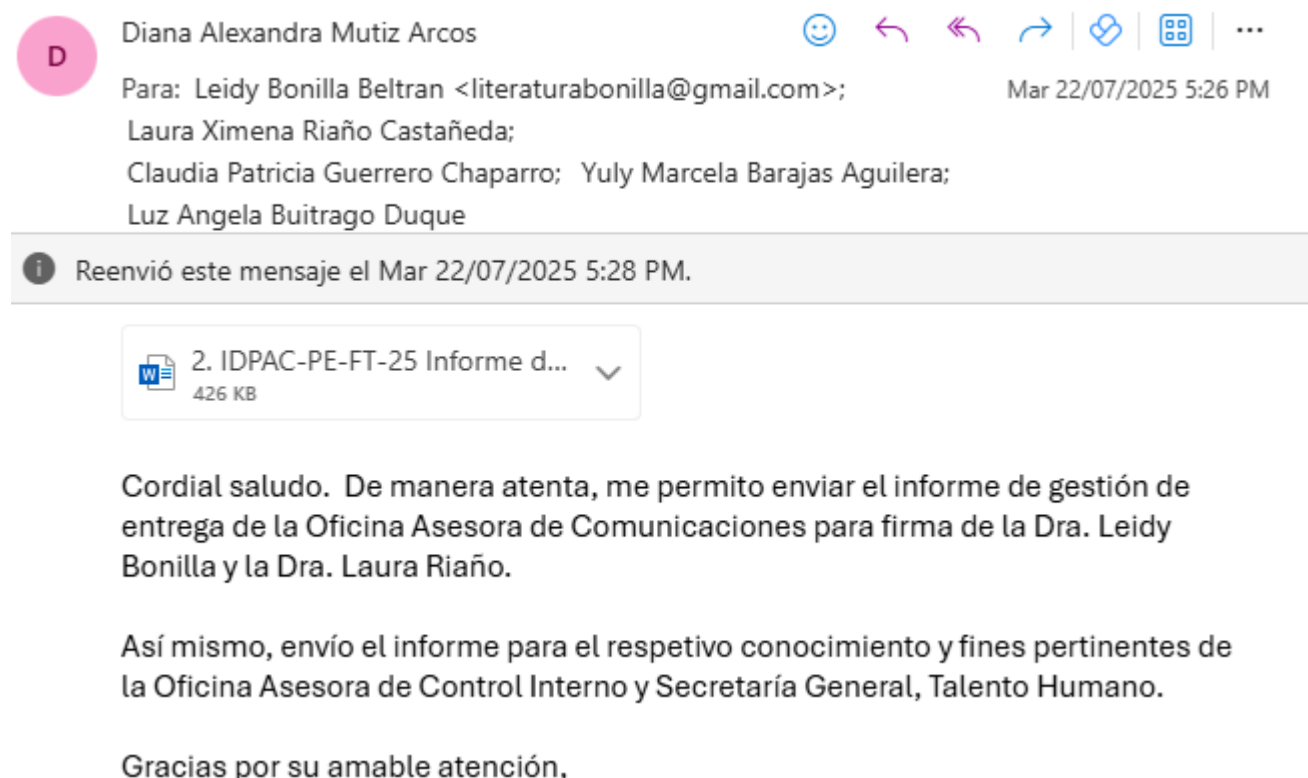 D
Diana Alexandra Mutiz Arcos
Para: Leidy Bonilla Beltran <literaturabonilla@gmail.com>;
Mar 22/07/2025 5:26 PM
Laura Ximena Riaño Castañeda;
Claudia Patricia Guerrero Chaparro; Yuly Marcela Barajas Aguilera;
Luz Angela Buitrago Duque
Reenvió este mensaje el Mar 22/07/2025 5:28 PM.
2. IDPAC-PE-FT-25 Informe d...
426 KB
Cordial saludo. De manera atenta, me permito enviar el informe de gestión de
entrega de la Oficina Asesora de Comunicaciones para firma de la Dra. Leidy
Bonilla y la Dra. Laura Riaño.
Así mismo, envío el informe para el respetivo conocimiento y fines pertinentes de
la Oficina Asesora de Control Interno y Secretaría General, Talento Humano.
Gracias por su amable atención,